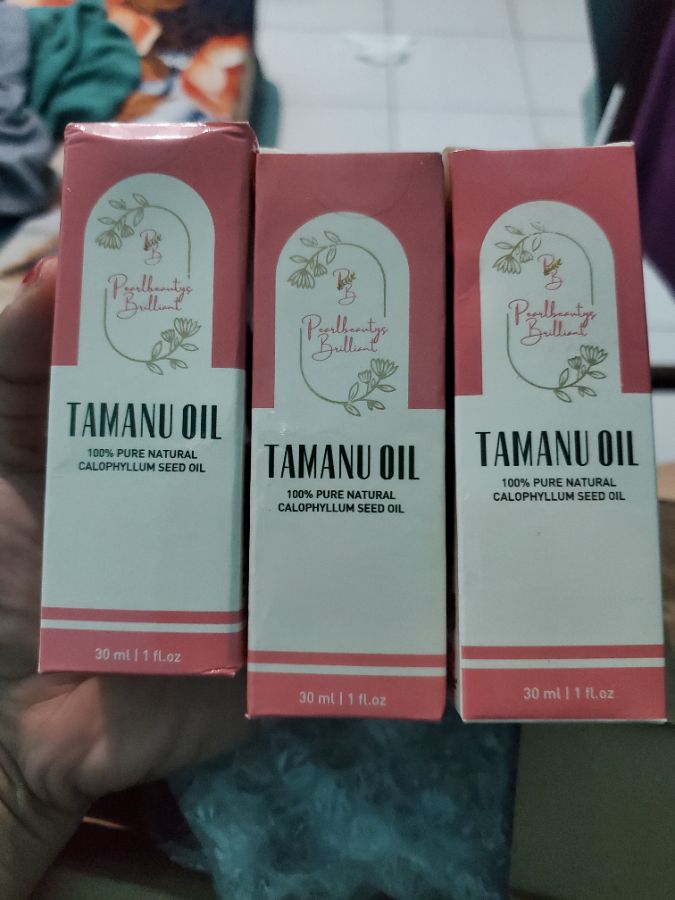 Pearlbeautys
Brilliant
TAMANU OIL
100% PURE NATURAL
CALOPHYLLUM SEED OIL
30 ml | 1 fl.oz
Pearlbeautys
Brilliant
TAMANU OIL
100% PURE NATURAL
CALOPHYLLUM SEED OIL
30 ml | 1 fl.oz
Pearlbeautys
Brilliant
TAMANU OIL
100% PURE NATURAL
CALOPHYLLUM SEED OIL
30 ml | 1 fl.oz